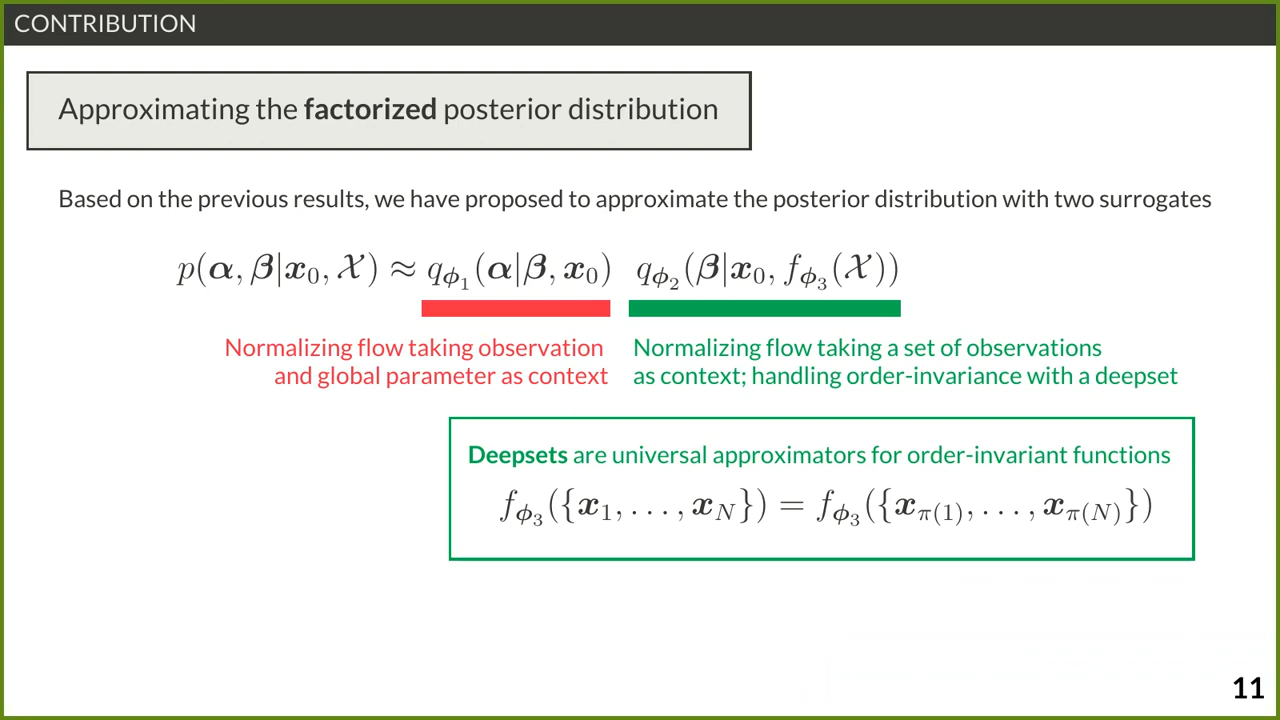 CONTRIBUTION
Approximating the factorized posterior distribution
Based on the previous results, we have proposed to approximate the posterior distribution with two surrogates
p(α, β|x₀, 𝒳) ≈ q_ϕ₁(α|β, x₀) q_ϕ₂(β|x₀, f_ϕ₃(𝒳))
Normalizing flow taking observation
and global parameter as context
Normalizing flow taking a set of observations
as context; handling order-invariance with a deepset
Deepsets are universal approximators for order-invariant functions
f_ϕ₃({x₁, . . . , x_N}) = f_ϕ₃({x_π(1), . . . , x_π(N)})
11